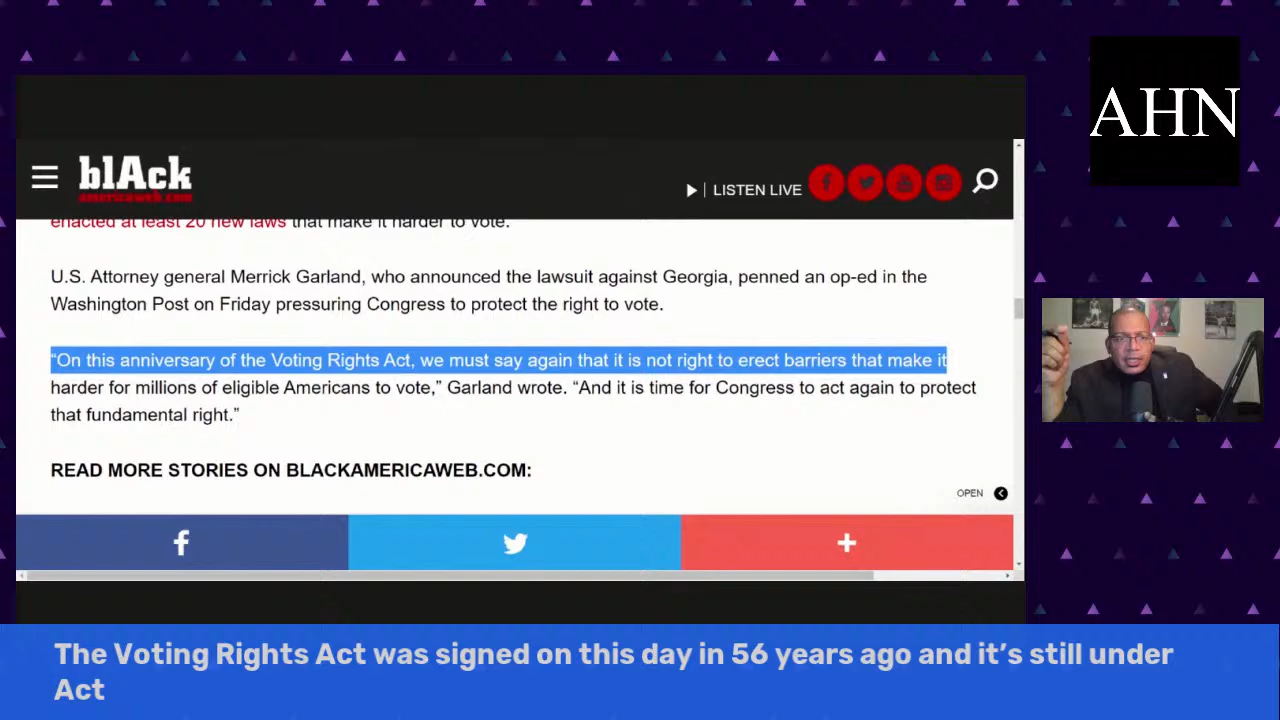 AHN
blAck
americaweb.com
LISTEN LIVE
enacted at least 20 new laws that make it harder to vote.
U.S. Attorney general Merrick Garland, who announced the lawsuit against Georgia, penned an op-ed in the
Washington Post on Friday pressuring Congress to protect the right to vote.
“On this anniversary of the Voting Rights Act, we must say again that it is not right to erect barriers that make it
harder for millions of eligible Americans to vote,” Garland wrote. “And it is time for Congress to act again to protect
that fundamental right.”
READ MORE STORIES ON BLACKAMERICAWEB.COM:
OPEN
The Voting Rights Act was signed on this day in 56 years ago and it’s still under
Act